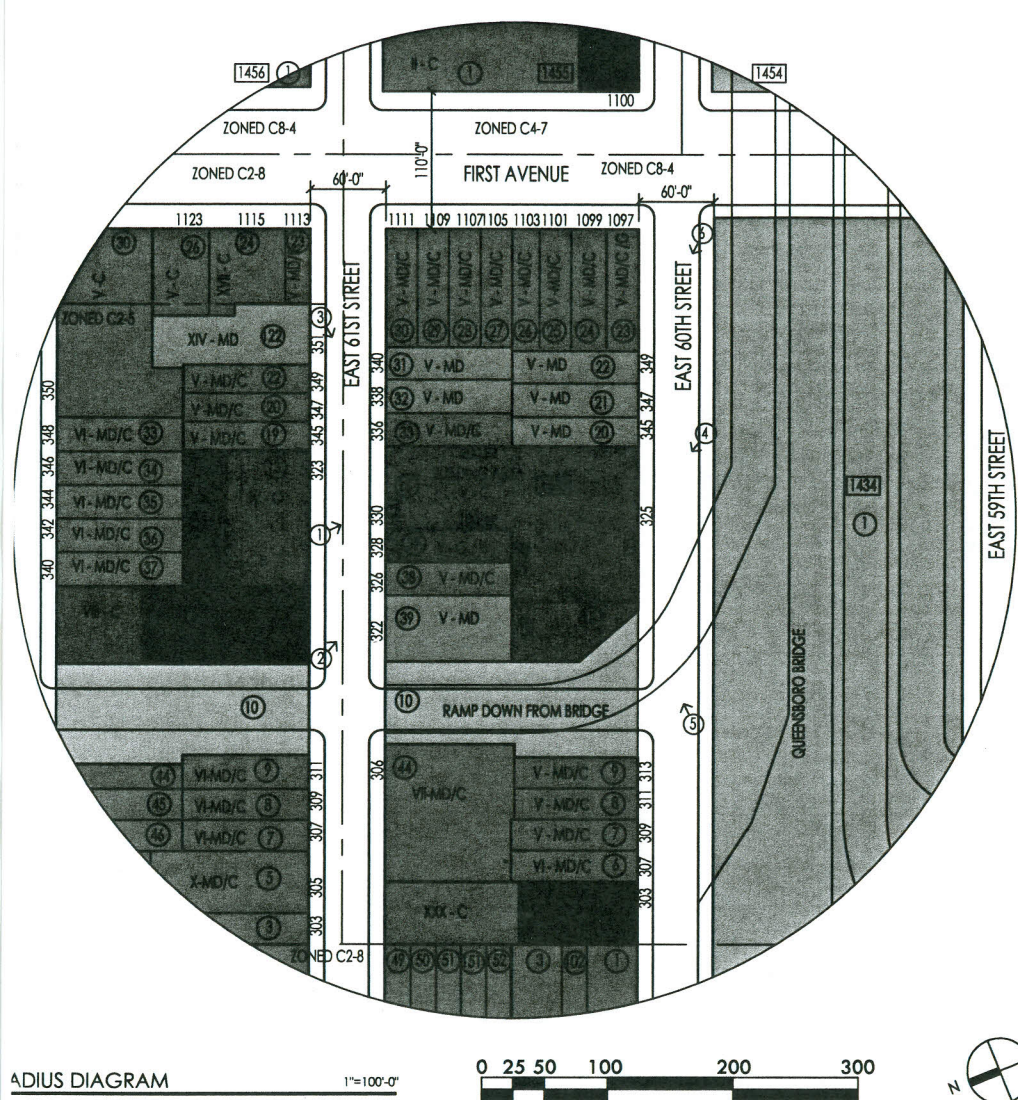 1456 1
II - C 1 1455
1454
1100
ZONED C8-4
ZONED C4-7
110'-0"
ZONED C2-8
FIRST AVENUE
ZONED C8-4
60'-0"
60'-0"
1123 1115 1113
1111 1109 1107 1105 1103 1101 1099 1097
30 26 24 23
V - C V - C XVII - C V - MD/C
V - MD/C V - MD/C V - MD/C V - MD/C V - MD/C V - MD/C V - MD/C V - MD/C/G
30 29 28 27 26 25 24 23
6
EAST 61ST STREET
EAST 60TH STREET
EAST 59TH STREET
ZONED C2-5
3
XIV - MD 122 351
340 31 V - MD V - MD 22 349
350 V - MD/C 22 349
338 32 V - MD V - MD 21 347
V - MD/C 20 347
336 33 V - MD/C V - MD 20 345
348 VI - MD/C 33 V - MD/C 19 345
4
346 VI - MD/C 34 323
344 VI - MD/C 35
1434
1
330 325
342 VI - MD/C 36 1
328
340 VI - MD/C 37
326 38 V - MD/C
322 39 V - MD
2
QUEENSBORO BRIDGE
10
10 RAMP DOWN FROM BRIDGE
5
44 VI-MD/C 9 311
306 44 VII-MD/C V - MD/C 9 313
45 VI-MD/C 8 309
V - MD/C 8 311
46 VI-MD/C 7 307
V - MD/C 7 309
VI - MD/C 6 307
X-MD/C 5 305
XXX - C 303
3 303
ZONED C2-8
49 50 51 151 52 3 102 1
ADIUS DIAGRAM 1"=100'-0"
0 25 50 100 200 300
N